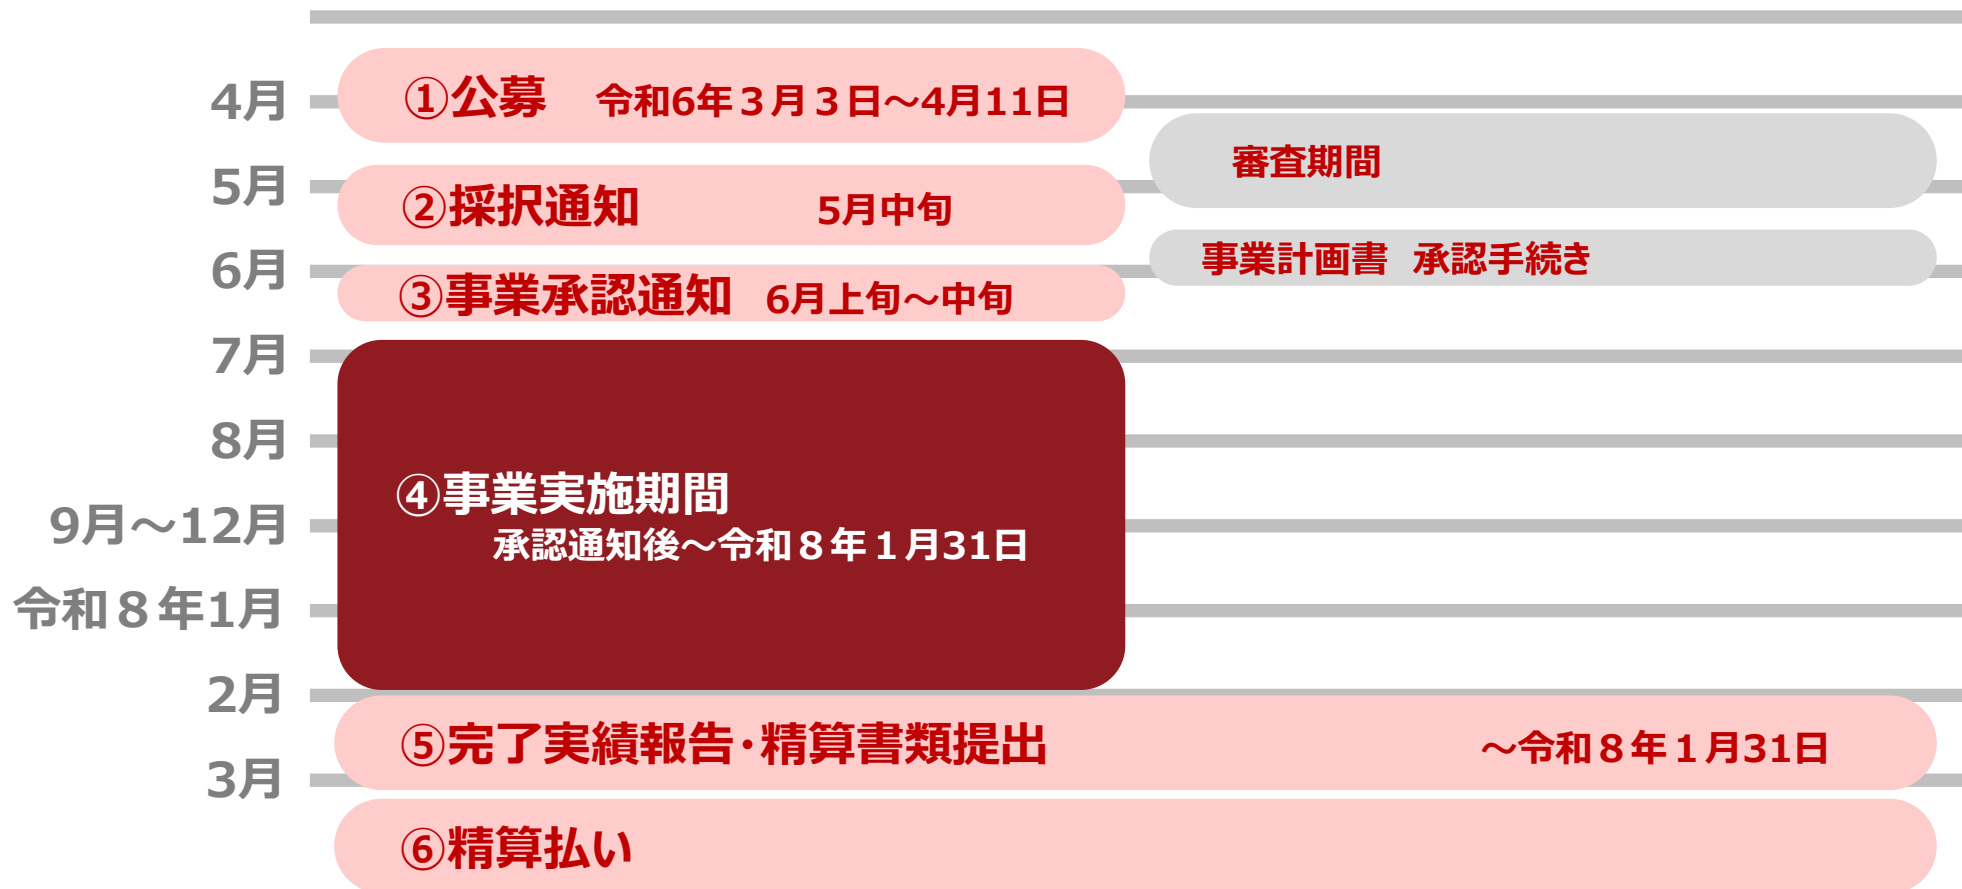 4月
①公募 令和6年３月３日～4月11日
審査期間
5月
②採択通知 5月中旬
6月
事業計画書 承認手続き
③事業承認通知 6月上旬～中旬
7月
8月
④事業実施期間
9月～12月
承認通知後～令和８年１月31日
令和８年1月
2月
⑤完了実績報告・精算書類提出 ～令和８年１月31日
3月
⑥精算払い